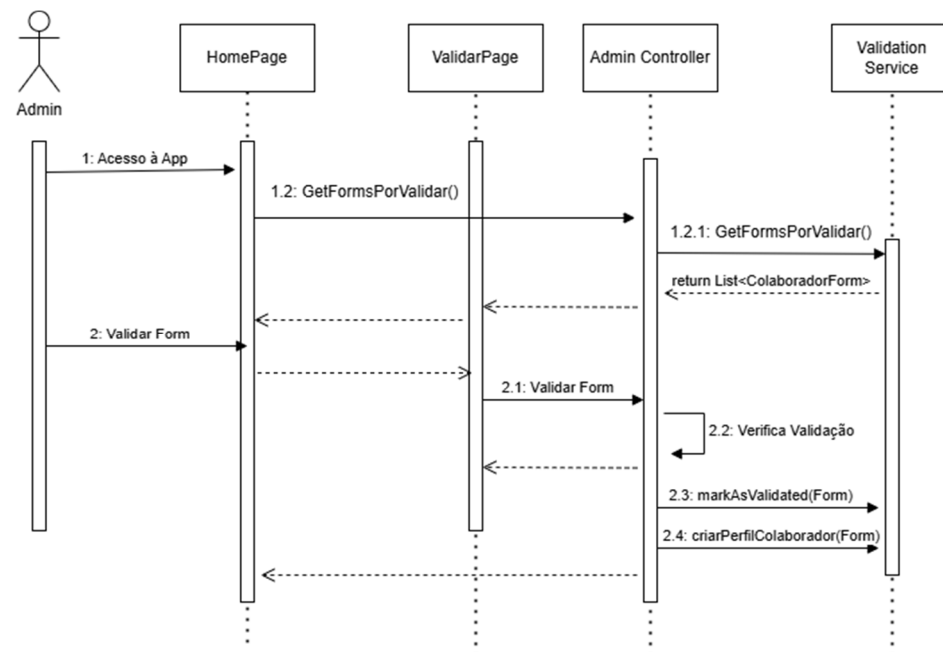 HomePage
ValidarPage
Admin Controller
Validation
Service
Admin
1: Acesso à App
1.2: GetFormsPorValidar()
1.2.1: GetFormsPorValidar()
return List<ColaboradorForm>
2: Validar Form
2.1: Validar Form
2.2: Verifica Validação
2.3: markAsValidated(Form)
2.4: criarPerfilColaborador(Form)